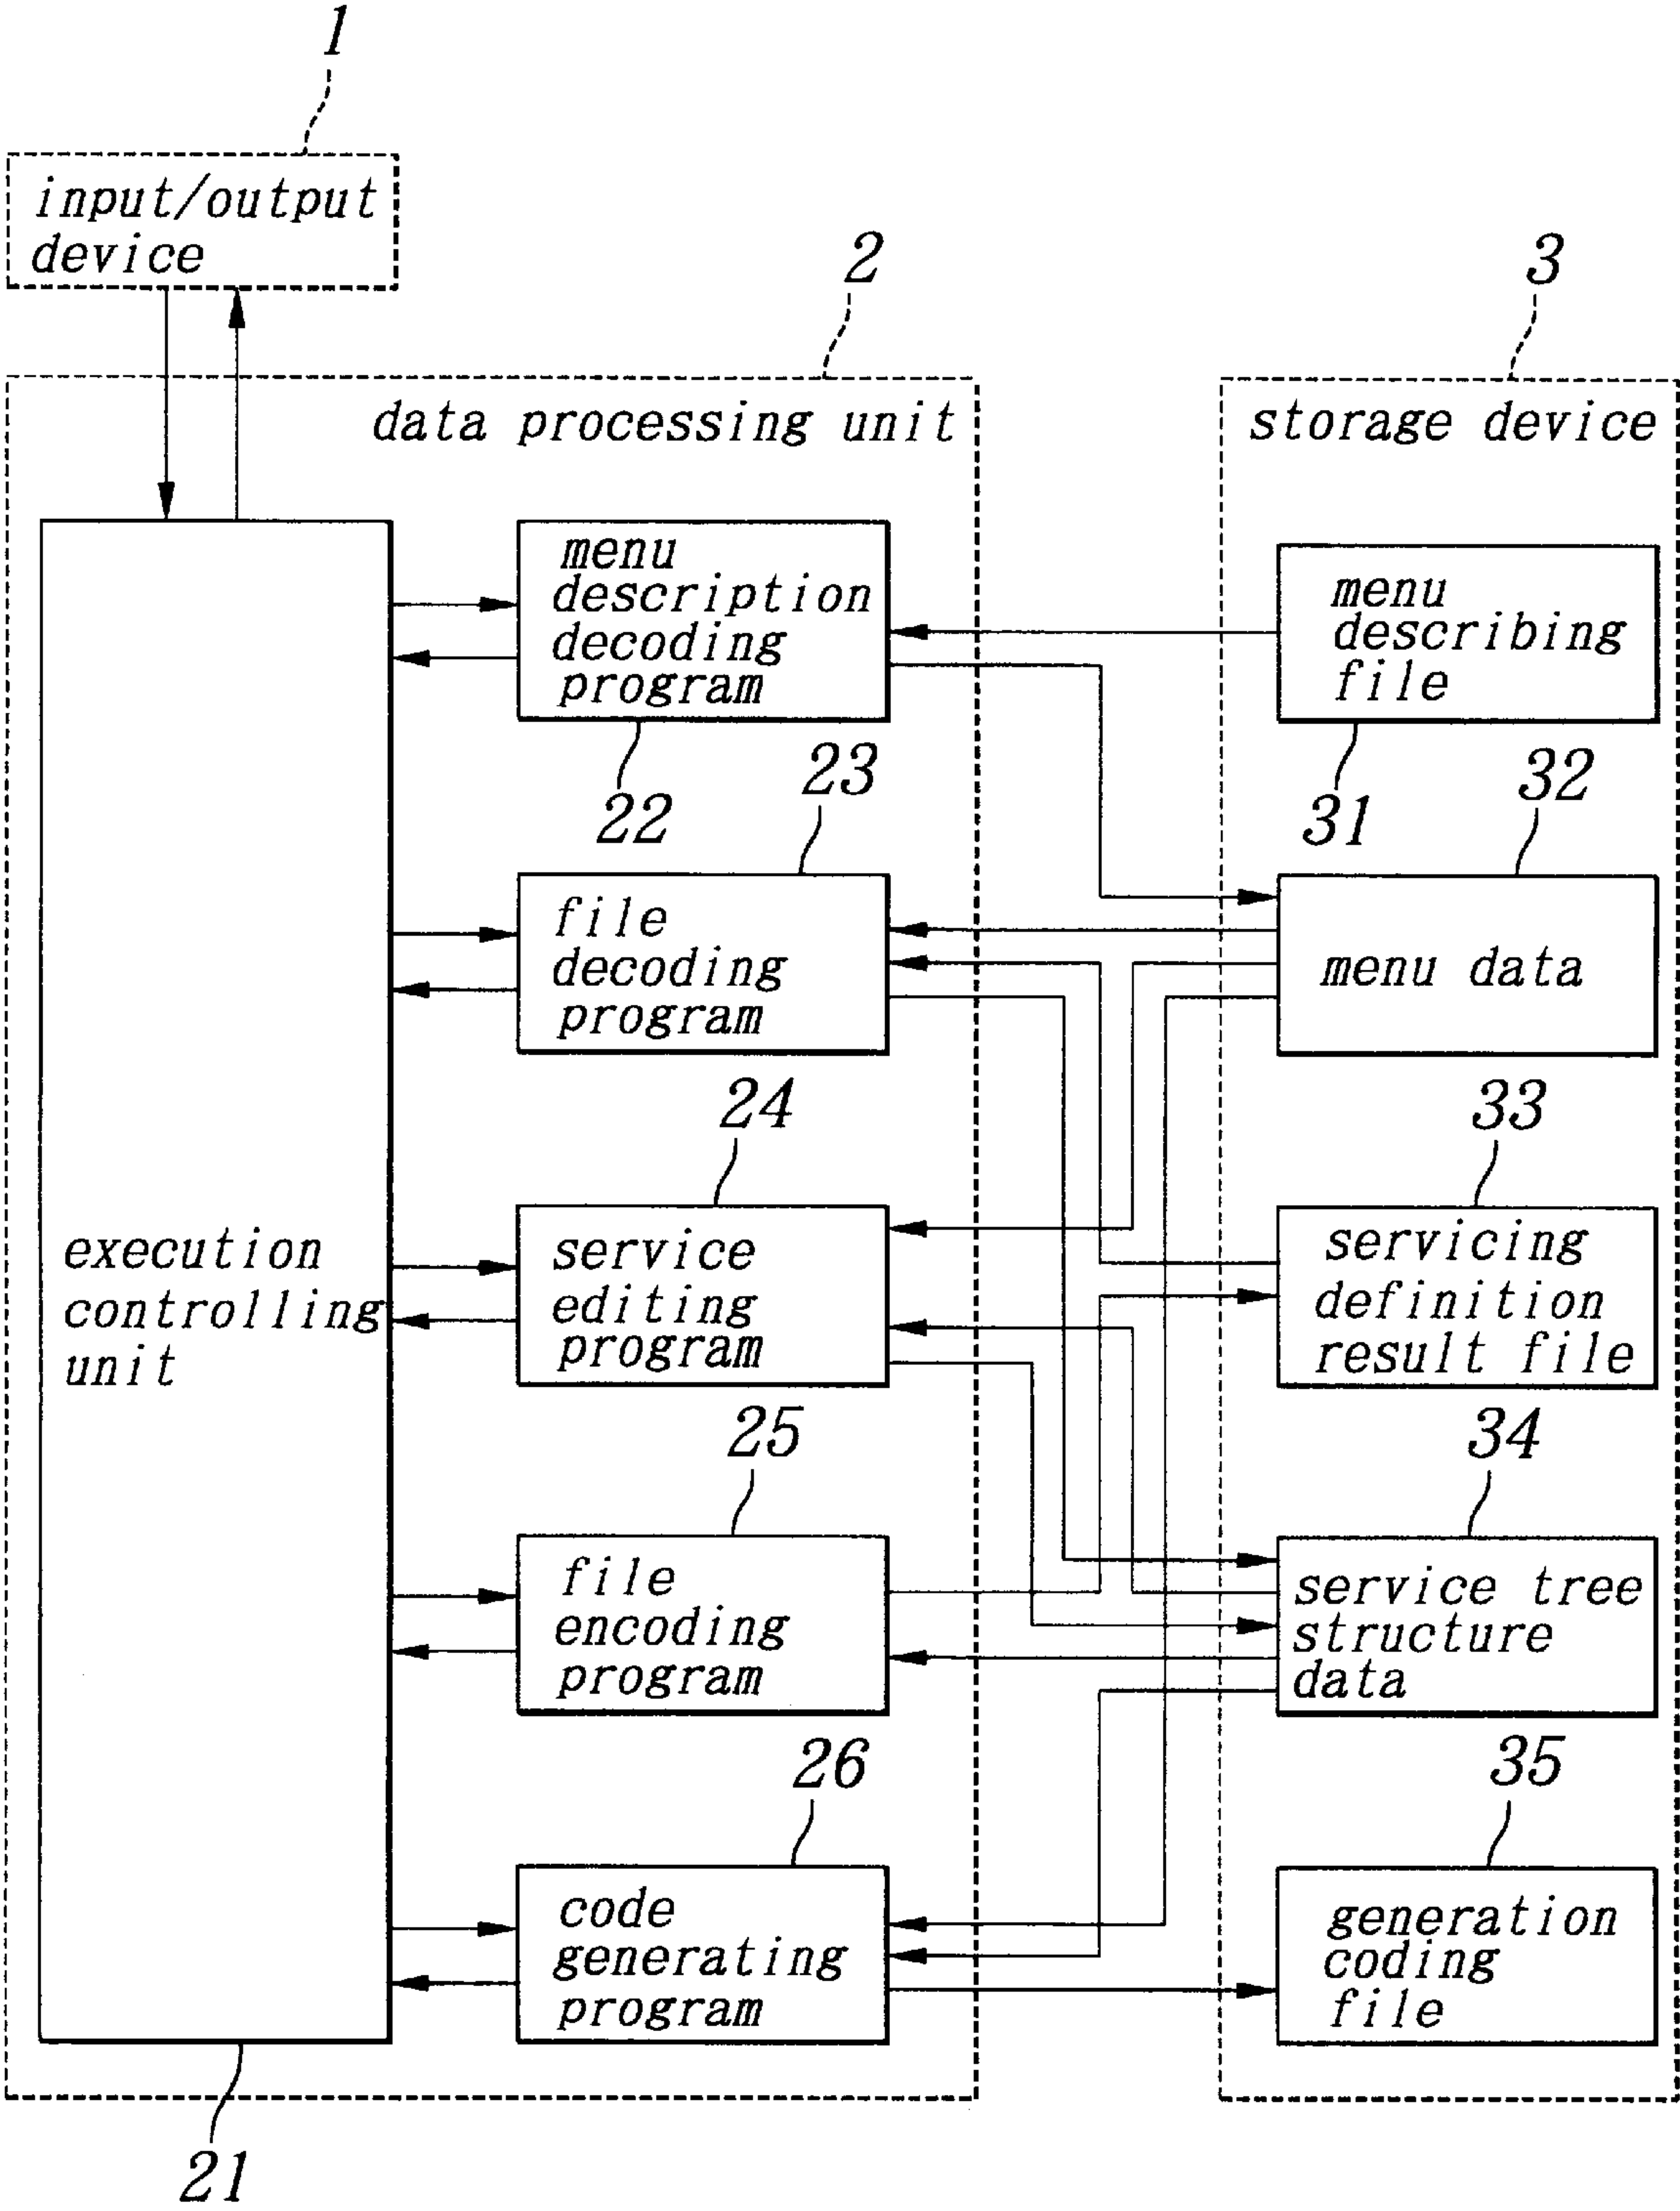 1
input/output
device
2
3
data processing unit
storage device
menu
description
decoding
program
22
menu
describing
file
31
23
file
decoding
program
32
menu data
execution
controlling
unit
21
24
service
editing
program
33
servicing
definition
result file
25
file
encoding
program
34
service tree
structure
data
26
code
generating
program
35
generation
coding
file